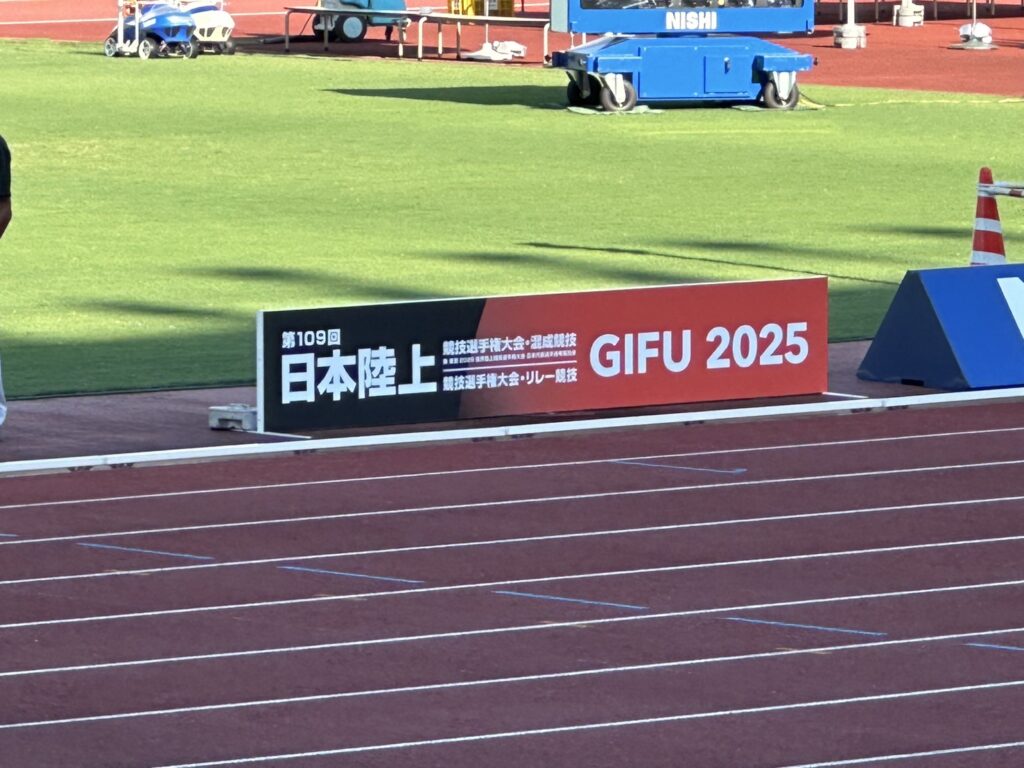 NISHI
第109回
日本陸上
競技選手権大会・混成競技
競技選手権大会・リレー競技
GIFU 2025